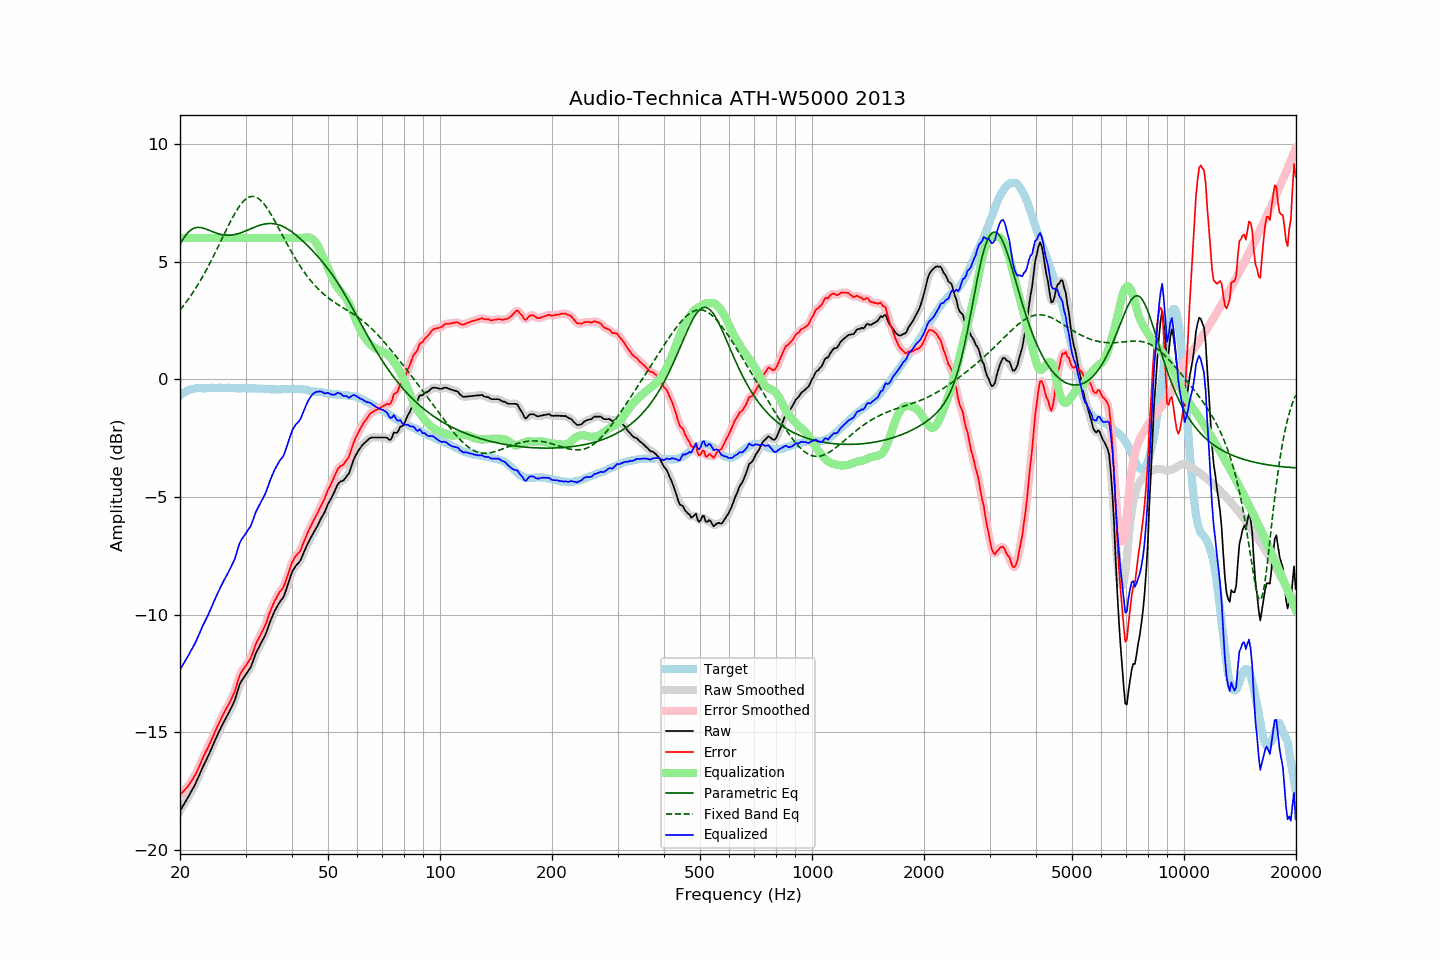 Audio-Technica ATH-W5000 2013
Amplitude (dBr)
10
5
0
−5
−10
−15
−20
Target
Raw Smoothed
Error Smoothed
Raw
Error
Equalization
Parametric Eq
Fixed Band Eq
Equalized
20 50 100 200 500 1000 2000 5000 10000 20000
Frequency (Hz)